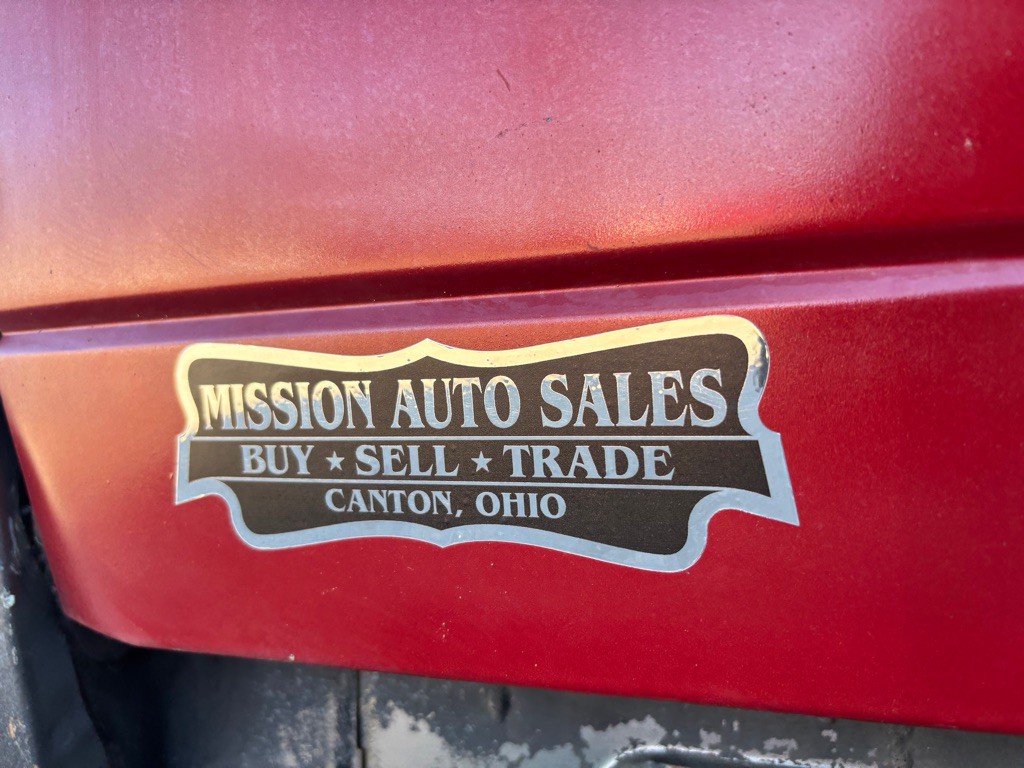 MISSION AUTO SALES
BUY ★ SELL ★ TRADE
CANTON, OHIO